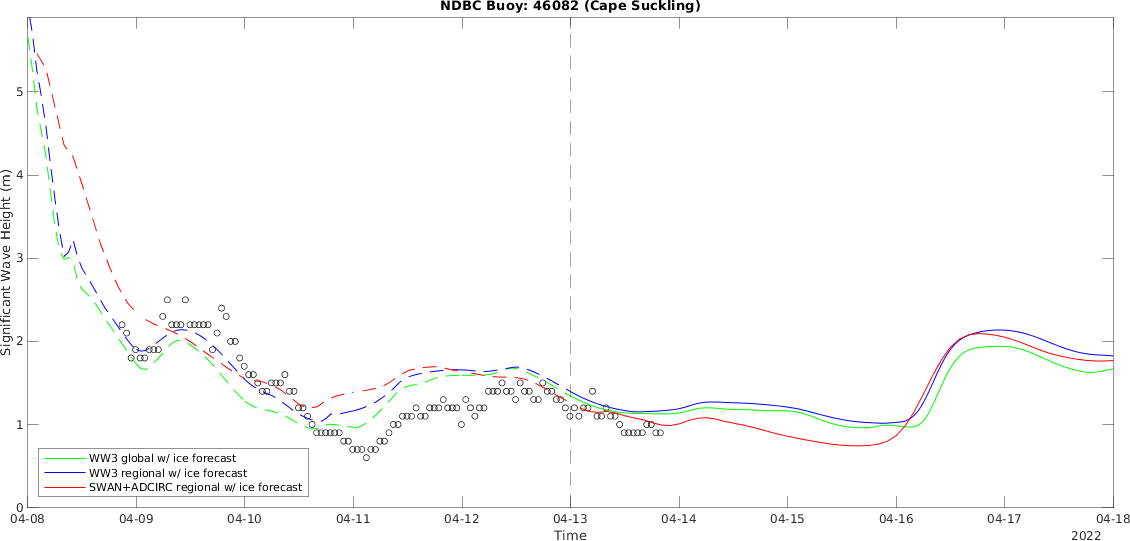 NDBC Buoy: 46082 (Cape Suckling)
Significant Wave Height (m)
5
4
3
2
1
0
WW3 global w/ ice forecast
WW3 regional w/ ice forecast
SWAN+ADCIRC regional w/ ice forecast
04-08 04-09 04-10 04-11 04-12 04-13 04-14 04-15 04-16 04-17 04-18
Time
2022